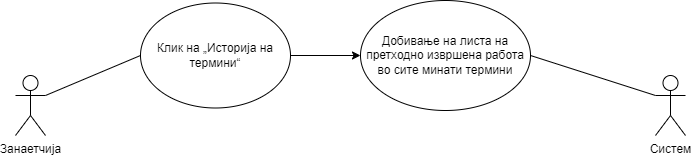 Клик на „Историја на
термини“
Добивање на листа на
претходно извршена работа
во сите минати термини
Занаетчија
Систем